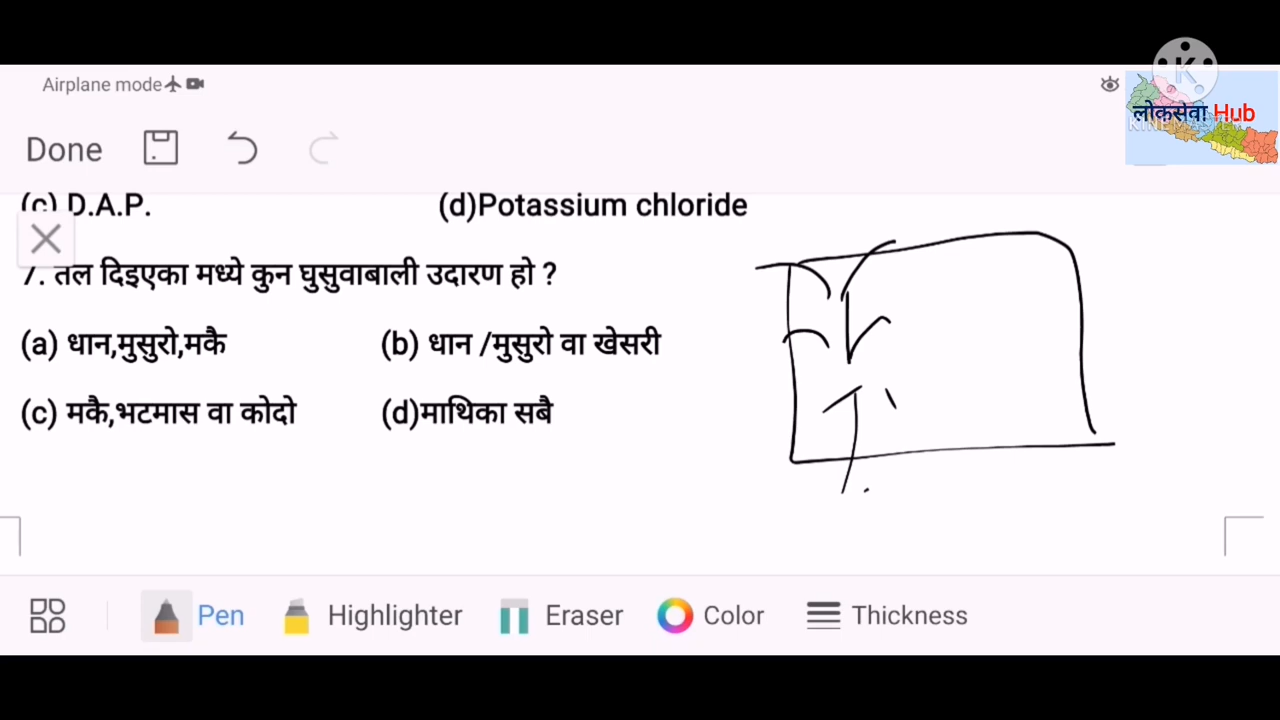 Airplane mode
लोकसेवा Hub
KINEMASTER
Done
(c) D.A.P. (d)Potassium chloride
7. तल दिइएका मध्ये कुन घुसुवाबाली उदारण हो ?
(a) धान,मुसुरो,मकै (b) धान /मुसुरो वा खेसरी
(c) मकै,भटमास वा कोदो (d)माथिका सबै
Pen Highlighter Eraser Color Thickness